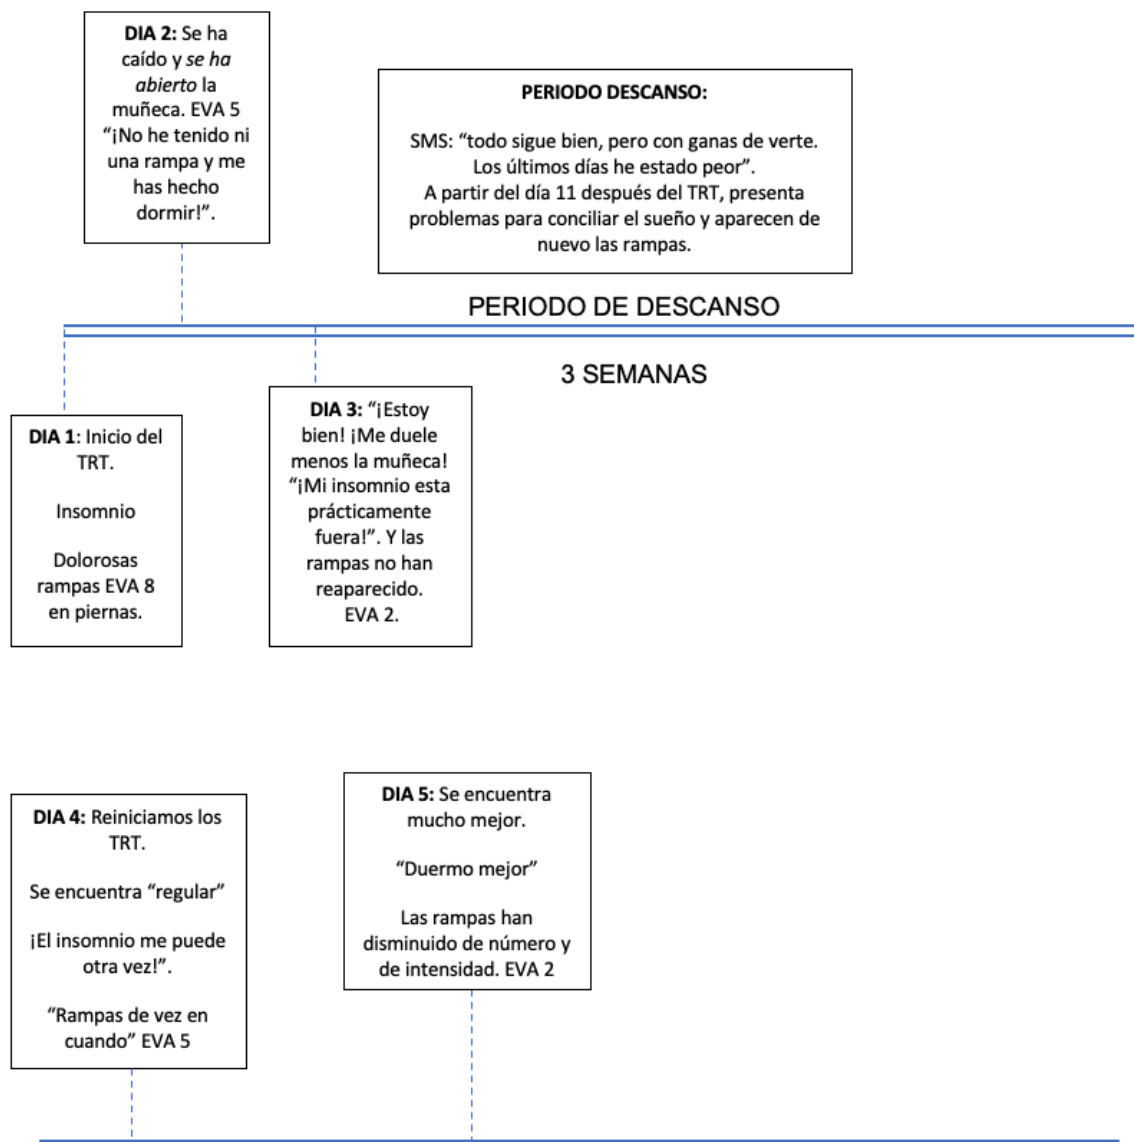 DIA 2: Se ha
caído y se ha
abierto la
muñeca. EVA 5
“¡No he tenido ni
una rampa y me
has hecho
dormir!”.
PERIODO DESCANSO:
SMS: “todo sigue bien, pero con ganas de verte.
Los últimos días he estado peor”.
A partir del día 11 después del TRT, presenta
problemas para conciliar el sueño y aparecen de
nuevo las rampas.
PERIODO DE DESCANSO
3 SEMANAS
DIA 1: Inicio del
TRT.
Insomnio
Dolorosas
rampas EVA 8
en piernas.
DIA 3: “¡Estoy
bien! ¡Me duele
menos la muñeca!
“¡Mi insomnio esta
prácticamente
fuera!”. Y las
rampas no han
reaparecido.
EVA 2.
DIA 4: Reiniciamos los
TRT.
Se encuentra “regular”
¡El insomnio me puede
otra vez!”.
“Rampas de vez en
cuando” EVA 5
DIA 5: Se encuentra
mucho mejor.
“Duermo mejor”
Las rampas han
disminuido de número y
de intensidad. EVA 2